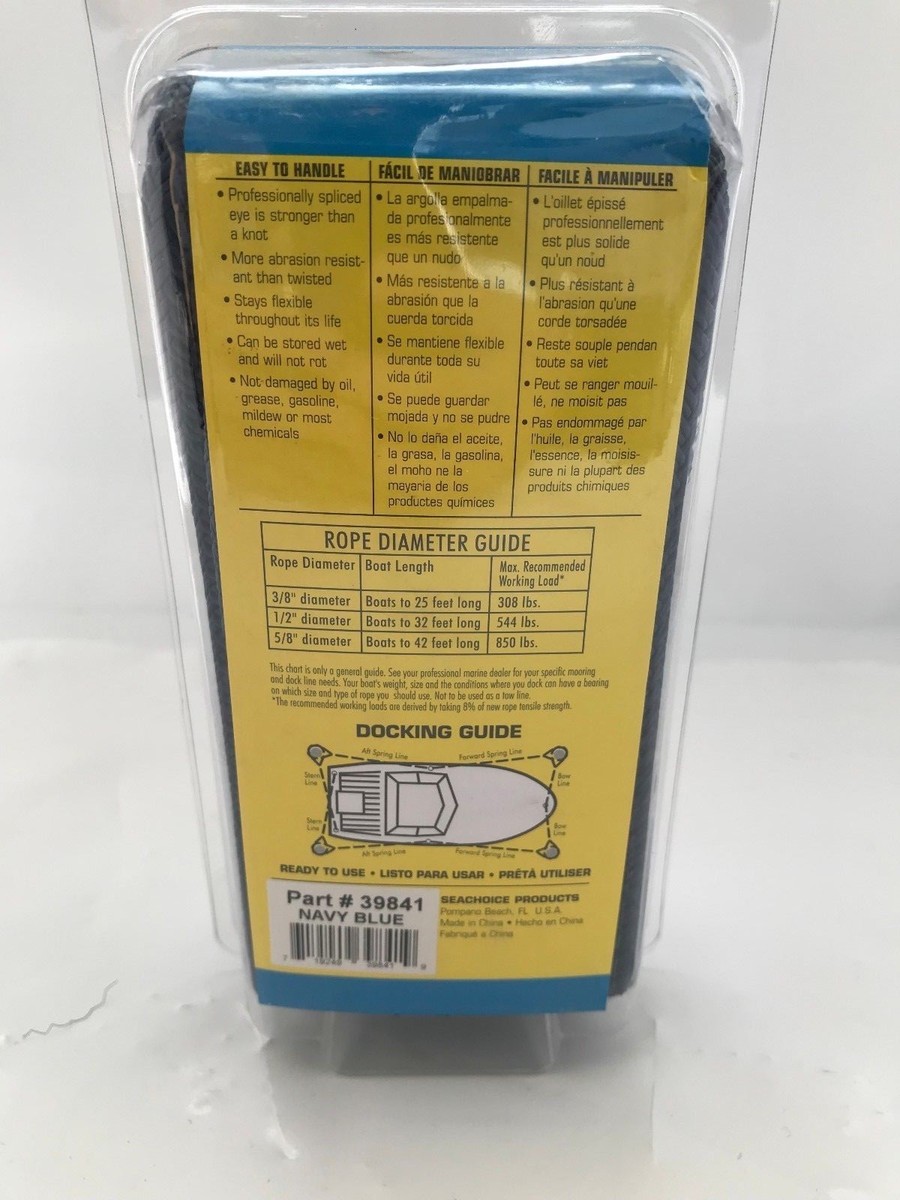 EASY TO HANDLE
• Professionally spliced
eye is stronger than
a knot
• More abrasion resist-
ant than twisted
• Stays flexible
throughout its life
• Can be stored wet
and will not rot
• Not damaged by oil,
grease, gasoline,
mildew or most
chemicals
FÁCIL DE MANIOBRAR
• La argolla empalma-
da profesionalmente
es más resistente
que un nudo
• Más resistente a la
abrasión que la
cuerda torcida
• Se mantiene flexible
durante toda su
vida útil
• Se puede guardar
mojada y no se pudre
• No lo daña el aceite,
la grasa, la gasolina,
el moho ne la
mayaria de los
productes químices
FACILE À MANIPULER
• L'oillet épissé
professionnellement
est plus solide
qu'un noud
• Plus résistant à
l'abrasion qu'une
corde torsadée
• Reste souple pendan
toute sa viet
• Peut se ranger mouil-
lé, ne moisit pas
• Pas endommagé par
l'huile, la graisse,
l'essence, la moisis-
sure ni la plupart des
produits chimiques
ROPE DIAMETER GUIDE
Rope Diameter Boat Length Max. Recommended
Working Load*
3/8" diameter Boats to 25 feet long 308 lbs.
1/2" diameter Boats to 32 feet long 544 lbs.
5/8" diameter Boats to 42 feet long 850 lbs.
This chart is only a general guide. See your professional marine dealer for your specific mooring
and dock line needs. Your boat's weight, size and the conditions where you dock can have a bearing
on which size and type of rope you should use. Not to be used as a tow line.
*The recommended working loads are derived by taking 8% of new rope tensile strength.
DOCKING GUIDE
Aft Spring Line Forward Spring Line
Stern
Line
Bow
Line
Stern
Line
Bow
Line
Aft Spring Line Forward Spring Line
READY TO USE • LISTO PARA USAR • PRÊTÁ UTILISER
Part # 39841
NAVY BLUE
SEACHOICE PRODUCTS
Pompano Beach, FL U.S.A.
Made in China • Hecho en China
Fabriqué a China